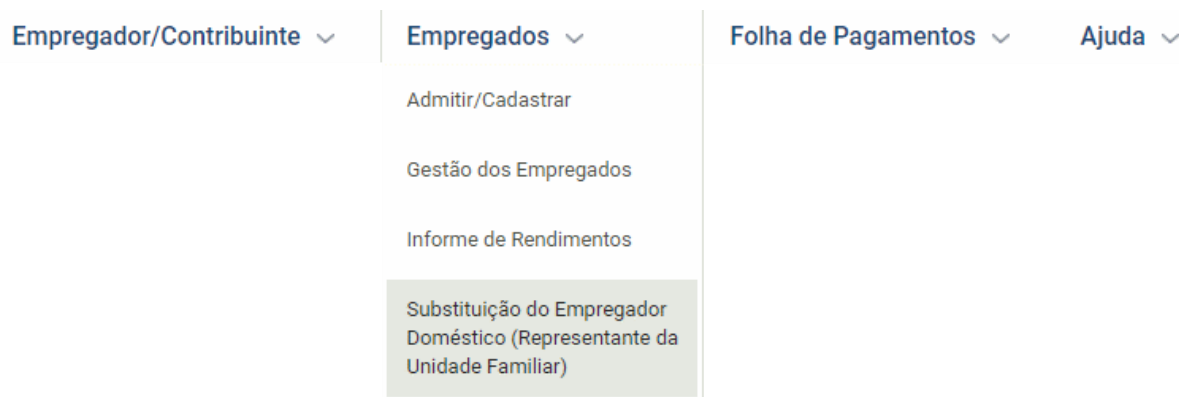 Empregador/Contribuinte
Empregados
Folha de Pagamentos
Ajuda
Admitir/Cadastrar
Gestão dos Empregados
Informe de Rendimentos
Substituição do Empregador
Doméstico (Representante da
Unidade Familiar)